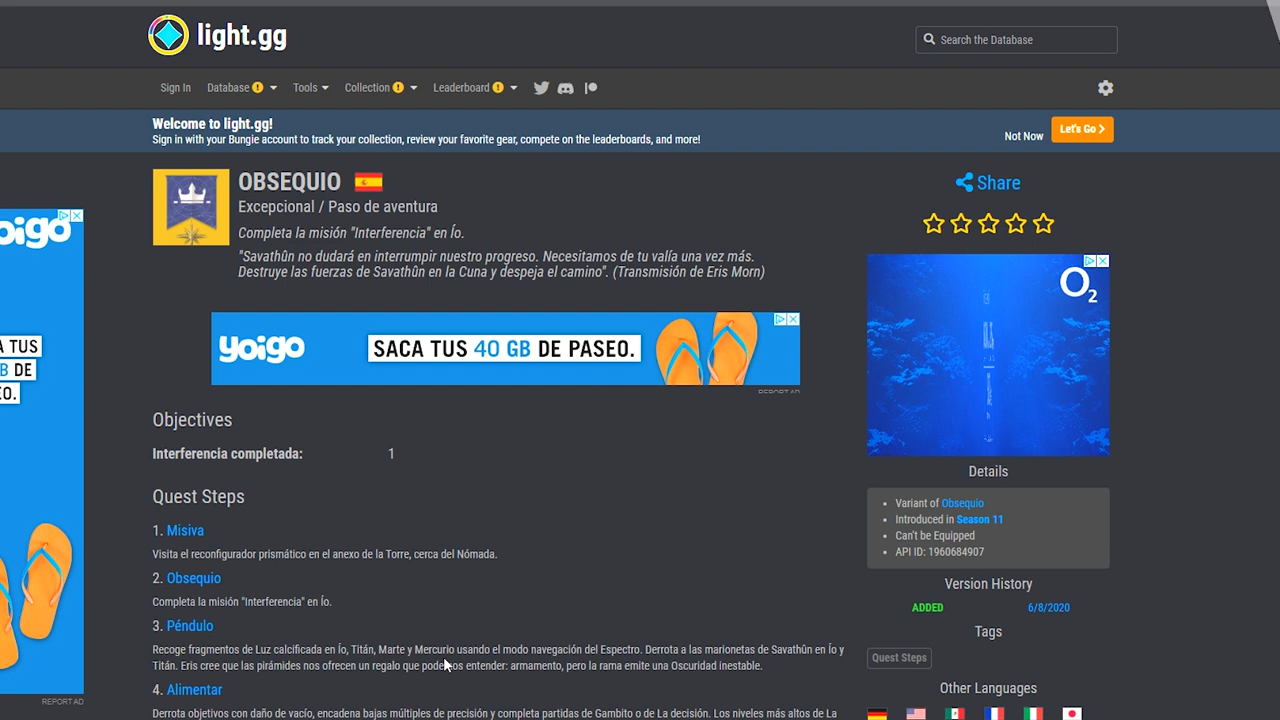 light.gg
Search the Database
Sign In Database ! Tools Collection ! Leaderboard !
Welcome to light.gg!
Sign in with your Bungie account to track your collection, review your favorite gear, compete on the leaderboards, and more!
Not Now Let's Go
OBSEQUIO
Excepcional / Paso de aventura
Completa la misión "Interferencia" en Ío.
"Savathûn no dudará en interrumpir nuestro progreso. Necesitamos de tu valía una vez más.
Destruye las fuerzas de Savathûn en la Cuna y despeja el camino". (Transmisión de Eris Morn)
Share
oigo
A TUS
B DE
O.
REPORT AD
yoigo SACA TUS 40 GB DE PASEO.
REPORT AD
O2
Objectives
Interferencia completada: 1
Quest Steps
1. Misiva
Visita el reconfigurador prismático en el anexo de la Torre, cerca del Nómada.
2. Obsequio
Completa la misión "Interferencia" en Ío.
3. Péndulo
Recoge fragmentos de Luz calcificada en Ío, Titán, Marte y Mercurio usando el modo navegación del Espectro. Derrota a las marionetas de Savathûn en Ío y
Titán. Eris cree que las pirámides nos ofrecen un regalo que podemos entender: armamento, pero la rama emite una Oscuridad inestable.
4. Alimentar
Derrota objetivos con daño de vacío, encadena bajas múltiples de precisión y completa partidas de Gambito o de La decisión. Los niveles más altos de La
Details
Variant of Obsequio
Introduced in Season 11
Can't be Equipped
API ID: 1960684907
Version History
ADDED 6/8/2020
Tags
Quest Steps
Other Languages